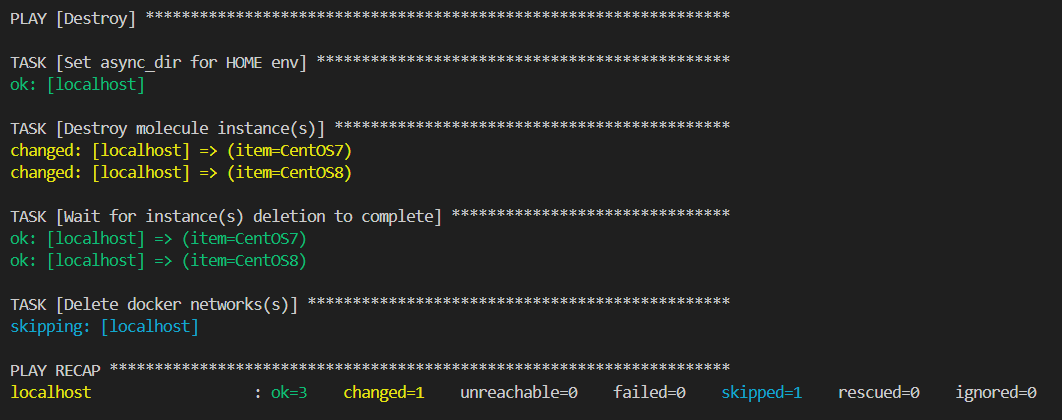 PLAY [Destroy] *****************************************************************

TASK [Set async_dir for HOME env] **********************************************
ok: [localhost]

TASK [Destroy molecule instance(s)] ********************************************
changed: [localhost] => (item=CentOS7)
changed: [localhost] => (item=CentOS8)

TASK [Wait for instance(s) deletion to complete] *******************************
ok: [localhost] => (item=CentOS7)
ok: [localhost] => (item=CentOS8)

TASK [Delete docker networks(s)] ***********************************************
skipping: [localhost]

PLAY RECAP *********************************************************************
localhost                  : ok=3    changed=1    unreachable=0    failed=0    skipped=1    rescued=0    ignored=0